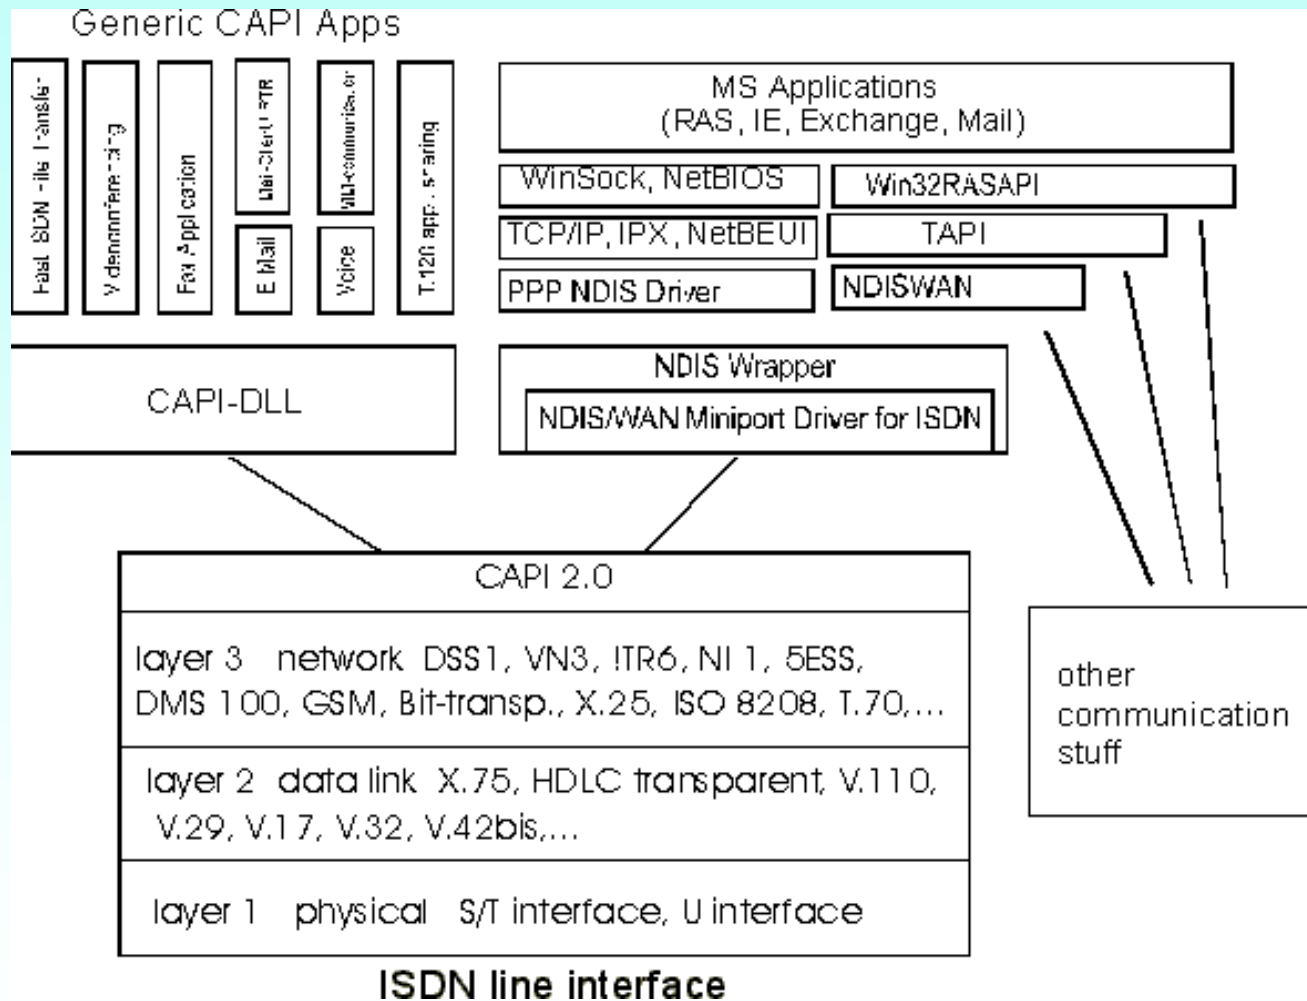 Generic CAPI Apps
Fast ISDN File Transfer
Videoconferencing
Fax Application
E-Mail
Voice
T.120 app. sharing
MS Applications
(RAS, IE, Exchange, Mail)
WinSock, NetBIOS
Win32RASAPI
TCP/IP, IPX, NetBEUI
TAPI
PPP NDIS Driver
NDISWAN
CAPI-DLL
NDIS Wrapper
NDIS/WAN Miniport Driver for ISDN
CAPI 2.0
layer 3 network DSS1, VN3, 1TR6, NI 1, 5ESS,
DMS 100, GSM, Bit-transp., X.25, ISO 8208, T.70,...
layer 2 data link X.75, HDLC transparent, V.110,
V.29, V.17, V.32, V.42bis,...
layer 1 physical S/T interface, U interface
other
communication
stuff
ISDN line interface